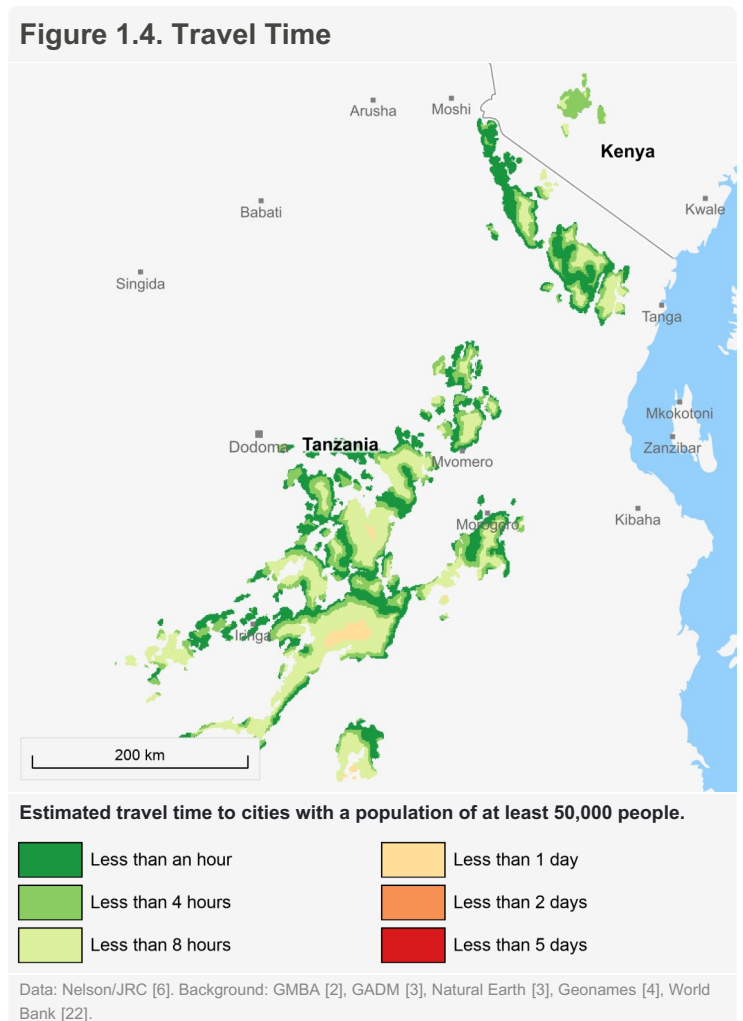 Figure 1.4. Travel Time
Arusha
Moshi
Kenya
Babati
Kwale
Singida
Tanga
Mkokotoni
Dodoma
Tanzania
Zanzibar
Mvomero
Morogoro
Kibaha
Iringa
200 km
Estimated travel time to cities with a population of at least 50,000 people.
Less than an hour
Less than 1 day
Less than 4 hours
Less than 2 days
Less than 8 hours
Less than 5 days
Data: Nelson/JRC [6]. Background: GMBA [2], GADM [3], Natural Earth [3], Geonames [4], World
Bank [22].